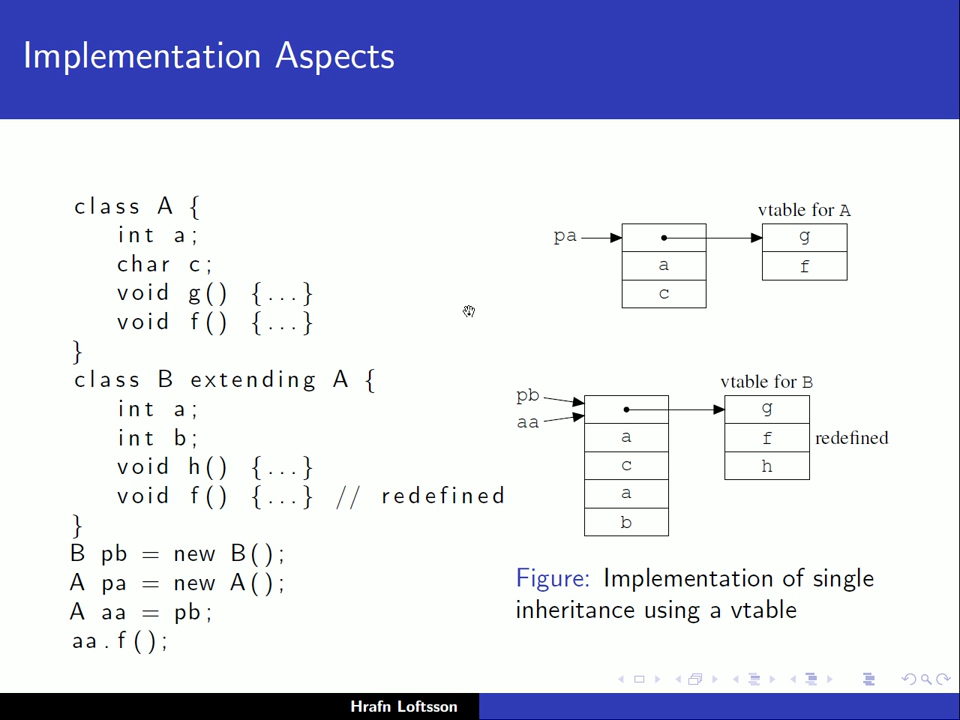 Implementation Aspects
class A {
int a;
char c;
void g() {...}
void f() {...}
}
class B extending A {
int a;
int b;
void h() {...}
void f() {...} // redefined
}
B pb = new B();
A pa = new A();
A aa = pb;
aa.f();
vtable for A
pa
g
a
f
c
vtable for B
pb
aa
g
a
f
redefined
c
h
a
b
Figure: Implementation of single
inheritance using a vtable
Hrafn Loftsson